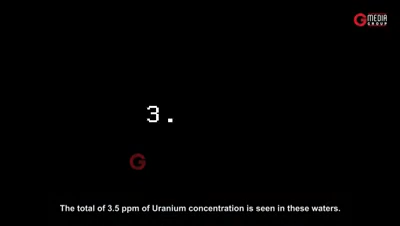 G MEDIA
GROUP
3.
G
The total of 3.5 ppm of Uranium concentration is seen in these waters.